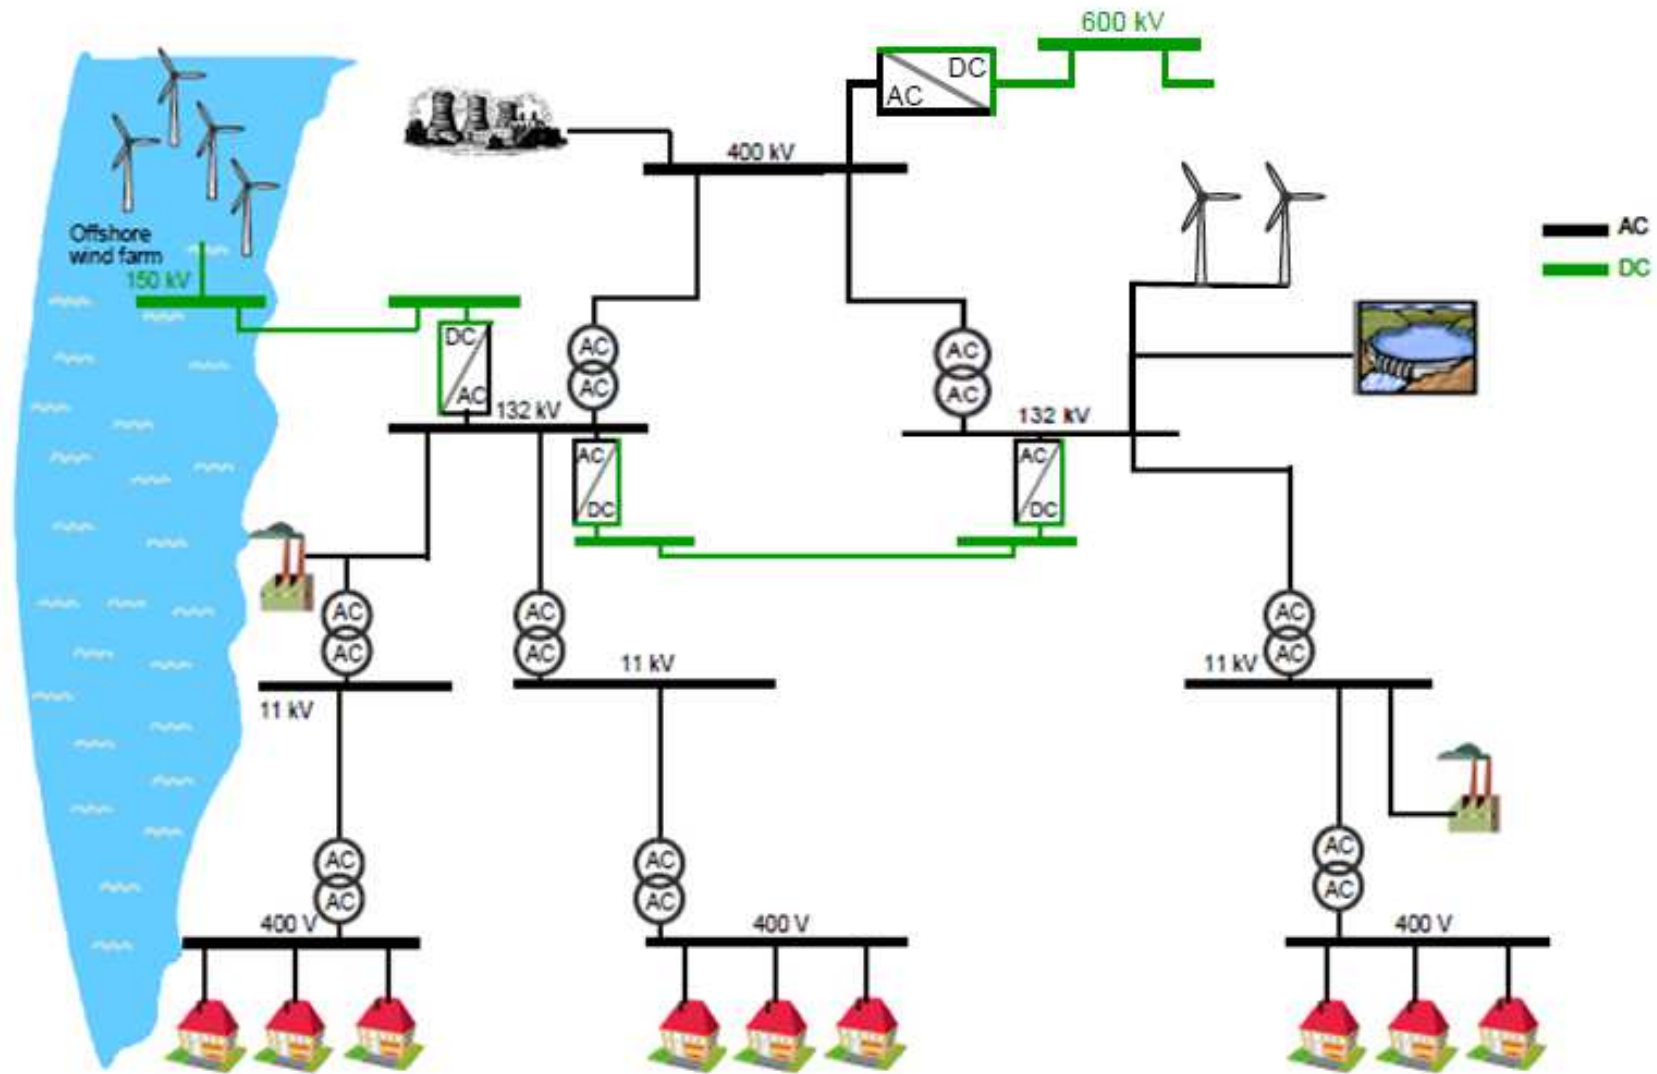 600 kV
DC
AC
400 kV
AC
DC
Offshore
wind farm
150 kV
DC
AC
AC
AC
AC
AC
132 kV
132 kV
AC
DC
AC
DC
AC
AC
AC
AC
AC
AC
11 kV
11 kV
11 kV
AC
AC
AC
AC
AC
AC
400 V
400 V
400 V